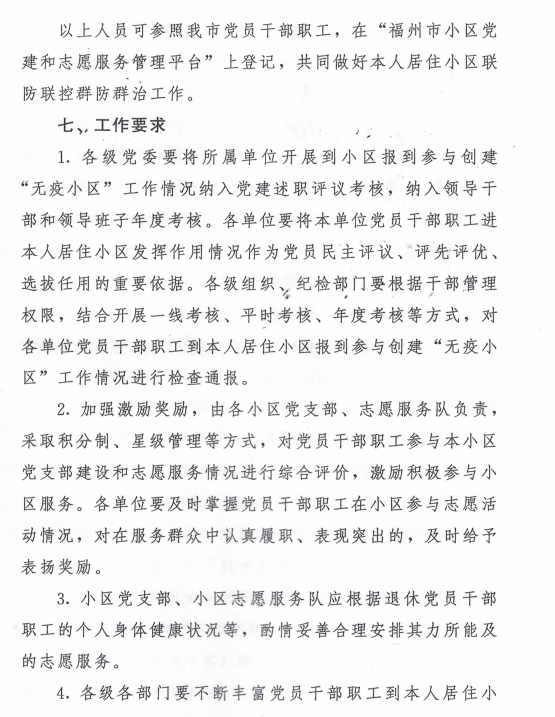 以上人员可参照我市党员干部职工，在“福州市小区党
建和志愿服务管理平台”上登记，共同做好本人居住小区联
防联控群防群治工作。
七、工作要求
1. 各级党委要将所属单位开展到小区报到参与创建
“无疫小区”工作情况纳入党建述职评议考核，纳入领导干
部和领导班子年度考核。各单位要将本单位党员干部职工进
本人居住小区发挥作用情况作为党员民主评议、评先评优、
选拔任用的重要依据。各级组织、纪检部门要根据干部管理
权限，结合开展一线考核、平时考核、年度考核等方式，对
各单位党员干部职工到本人居住小区报到参与创建“无疫小
区”工作情况进行检查通报。
2. 加强激励奖励，由各小区党支部、志愿服务队负责，
采取积分制、星级管理等方式，对党员干部职工参与本小区
党支部建设和志愿服务情况进行综合评价，激励积极参与小
区服务。各单位要及时掌握党员干部职工在小区参与志愿活
动情况，对在服务群众中认真履职、表现突出的，及时给予
表扬奖励。
3. 小区党支部、小区志愿服务队应根据退休党员干部
职工的个人身体健康状况等，酌情妥善合理安排其力所能及
的志愿服务。
4. 各级各部门要不断丰富党员干部职工到本人居住小